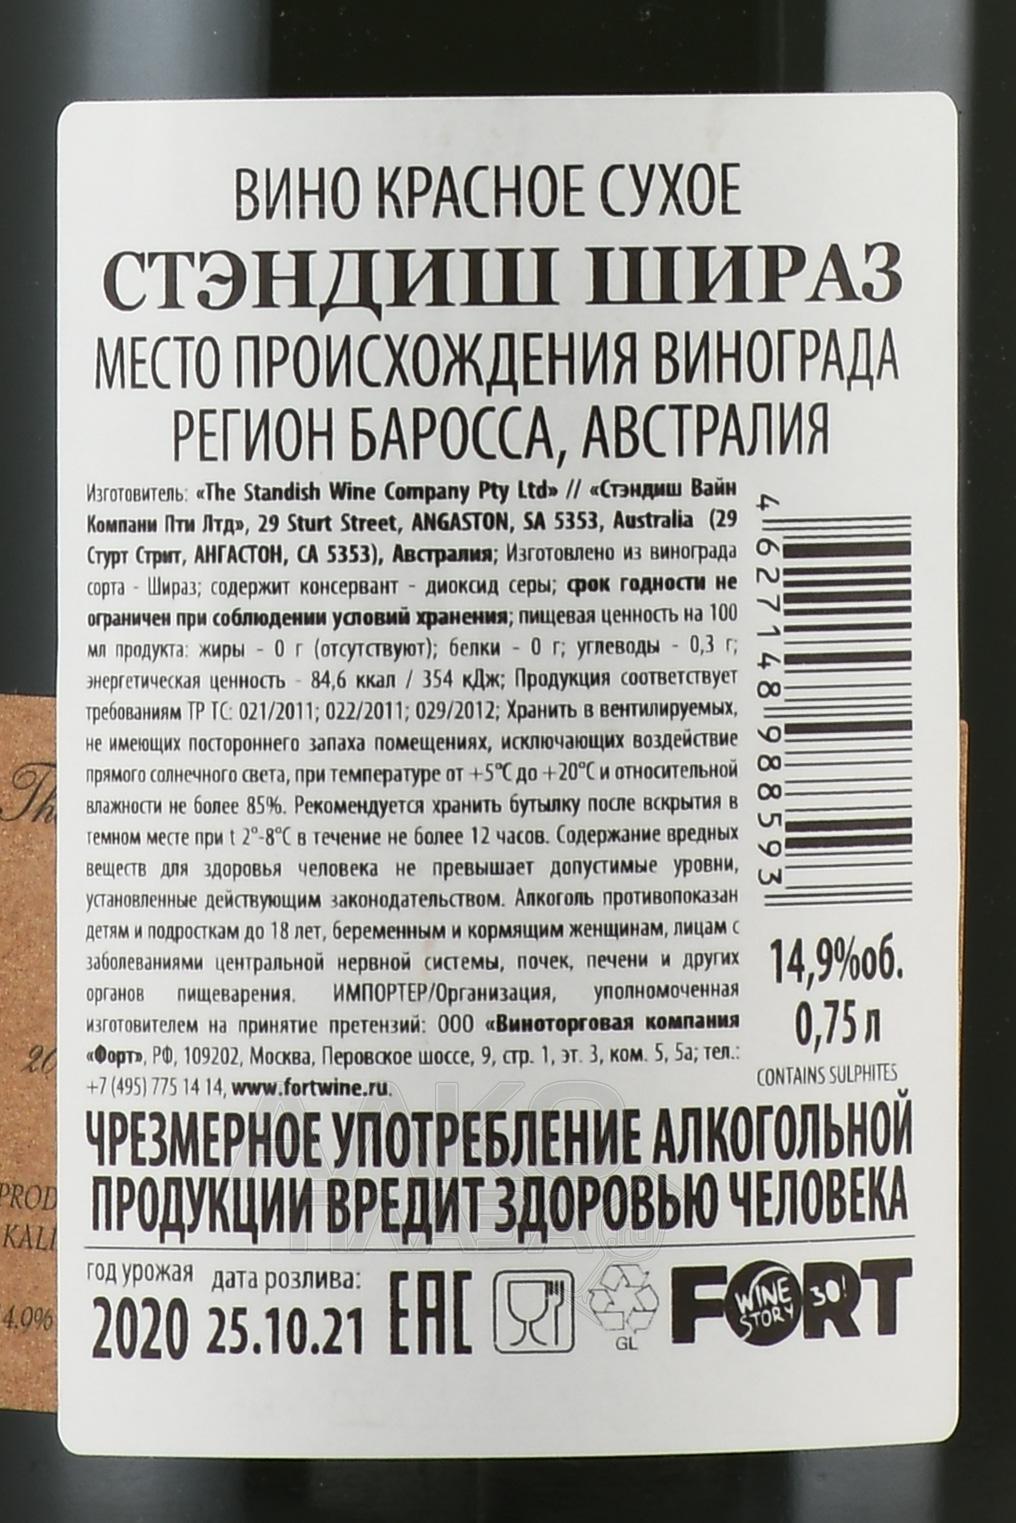 ВИНО КРАСНОЕ СУХОЕ
СТЭНДИШ ШИРАЗ
МЕСТО ПРОИСХОЖДЕНИЯ ВИНОГРАДА
РЕГИОН БАРОССА, АВСТРАЛИЯ
Изготовитель: «The Standish Wine Company Pty Ltd» // «Стэндиш Вайн
Компани Пти Лтд», 29 Sturt Street, ANGASTON, SA 5353, Australia (29
Стурт Стрит, АНГАСТОН, СА 5353), Австралия; Изготовлено из винограда
сорта - Шираз; содержит консервант - диоксид серы; срок годности не
ограничен при соблюдении условий хранения; пищевая ценность на 100
мл продукта: жиры - 0 г (отсутствуют); белки - 0 г; углеводы - 0,3 г;
энергетическая ценность - 84,6 ккал / 354 кДж; Продукция соответствует
требованиям ТР ТС: 021/2011; 022/2011; 029/2012; Хранить в вентилируемых,
не имеющих постороннего запаха помещениях, исключающих воздействие
прямого солнечного света, при температуре от +5°С до +20°С и относительной
влажности не более 85%. Рекомендуется хранить бутылку после вскрытия в
темном месте при t 2°-8°С в течение не более 12 часов. Содержание вредных
веществ для здоровья человека не превышает допустимые уровни,
установленные действующим законодательством. Алкоголь противопоказан
детям и подросткам до 18 лет, беременным и кормящим женщинам, лицам с
заболеваниями центральной нервной системы, почек, печени и других
органов пищеварения. ИМПОРТЕР/Организация, уполномоченная
изготовителем на принятие претензий: ООО «Виноторговая компания
«Форт», РФ, 109202, Москва, Перовское шоссе, 9, стр. 1, эт. 3, ком. 5, 5а; тел.:
+7 (495) 775 14 14, www.fortwine.ru.
4 627148 988593
14,9%об.
0,75 л
CONTAINS SULPHITES
ЧРЕЗМЕРНОЕ УПОТРЕБЛЕНИЕ АЛКОГОЛЬНОЙ
ПРОДУКЦИИ ВРЕДИТ ЗДОРОВЬЮ ЧЕЛОВЕКА
год урожая
2020
дата розлива:
25.10.21
EAC
GL
FORT
WINE STORY 30!
The
20
PROD
KALI
4.9%